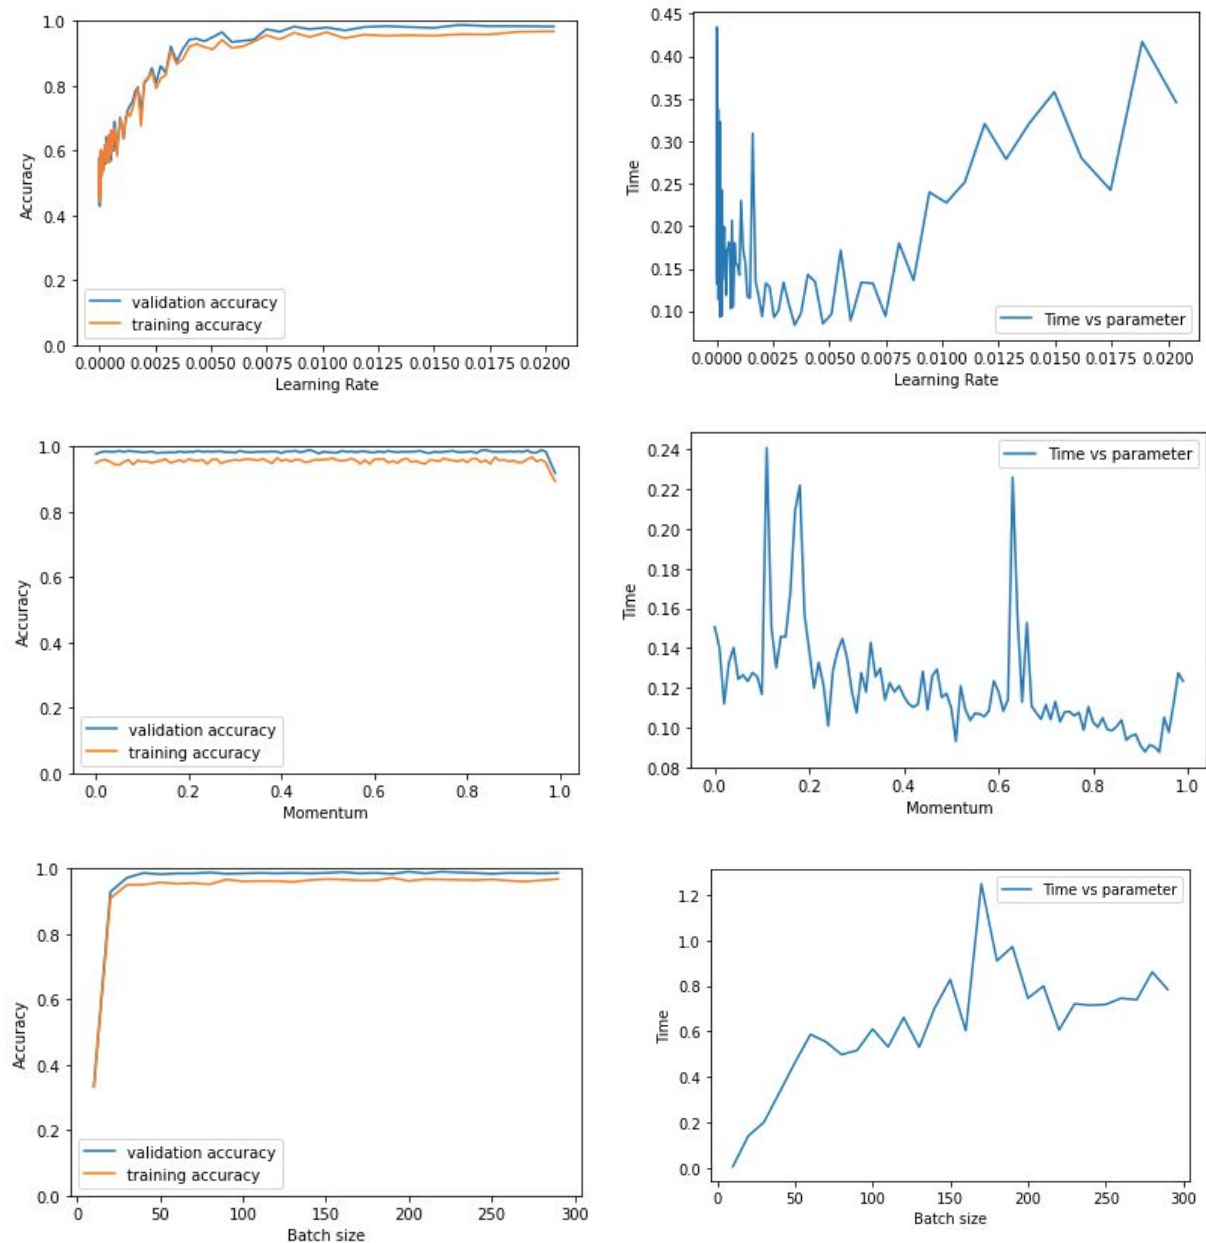 1.0
0.8
0.6
0.4
0.2
0.0
Accuracy
validation accuracy
training accuracy
0.0000 0.0025 0.0050 0.0075 0.0100 0.0125 0.0150 0.0175 0.0200
Learning Rate
0.45
0.40
0.35
0.30
0.25
0.20
0.15
0.10
Time
Time vs parameter
0.0000 0.0025 0.0050 0.0075 0.0100 0.0125 0.0150 0.0175 0.0200
Learning Rate
1.0
0.8
0.6
0.4
0.2
0.0
Accuracy
validation accuracy
training accuracy
0.0 0.2 0.4 0.6 0.8 1.0
Momentum
0.24
0.22
0.20
0.18
0.16
0.14
0.12
0.10
0.08
Time
Time vs parameter
0.0 0.2 0.4 0.6 0.8 1.0
Momentum
1.0
0.8
0.6
0.4
0.2
0.0
Accuracy
validation accuracy
training accuracy
0 50 100 150 200 250 300
Batch size
1.2
1.0
0.8
0.6
0.4
0.2
0.0
Time
Time vs parameter
0 50 100 150 200 250 300
Batch size